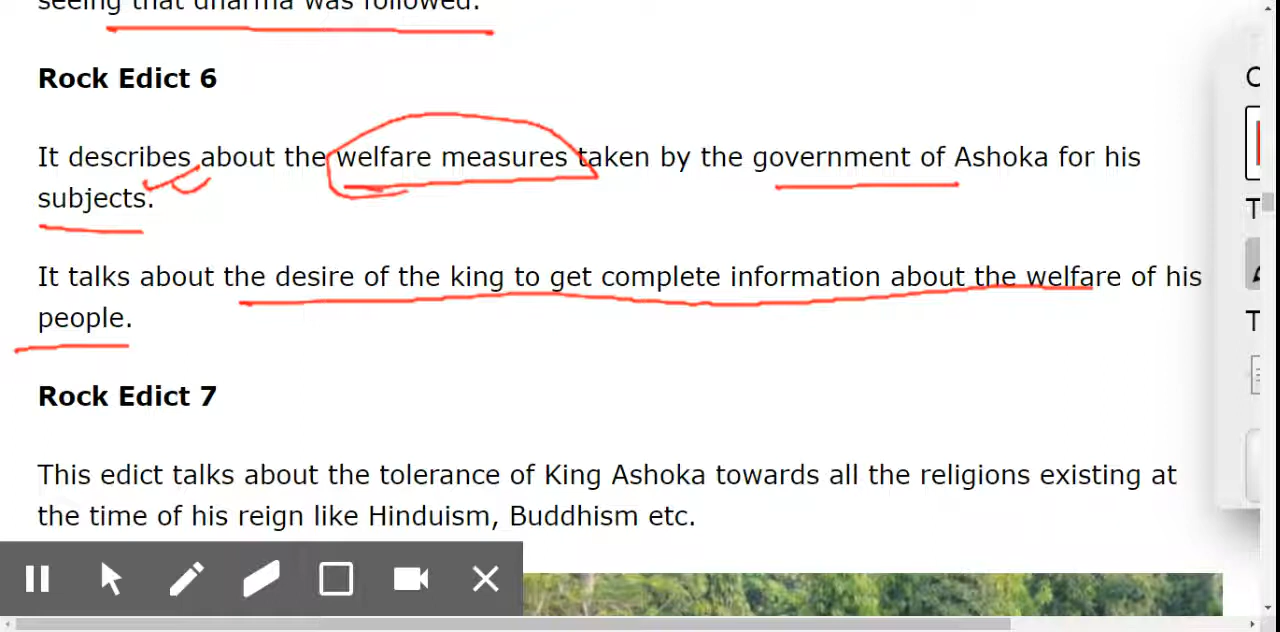 seeing that dharma was followed.
Rock Edict 6
It describes about the welfare measures taken by the government of Ashoka for his
subjects.
It talks about the desire of the king to get complete information about the welfare of his
people.
Rock Edict 7
This edict talks about the tolerance of King Ashoka towards all the religions existing at
the time of his reign like Hinduism, Buddhism etc.